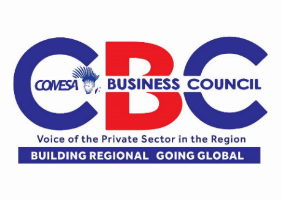 CBC
COMESA BUSINESS COUNCIL
Voice of the Private Sector in the Region
BUILDING REGIONAL GOING GLOBAL